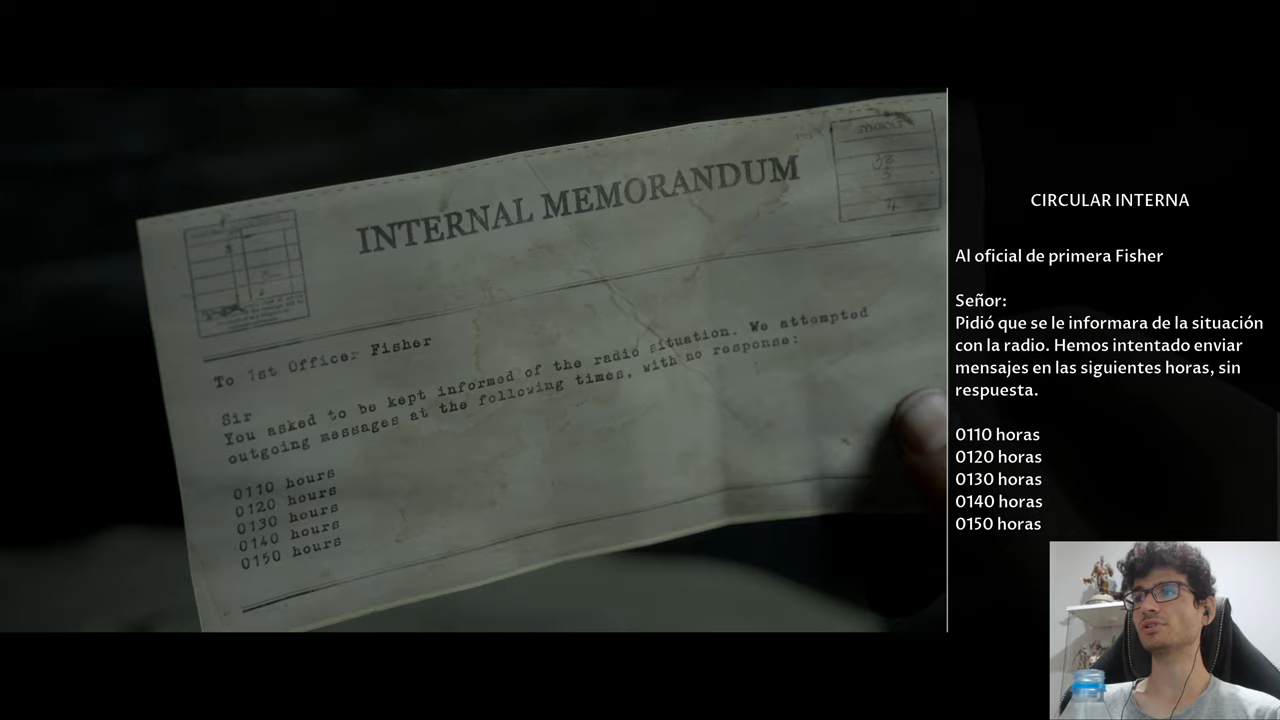 INTERNAL MEMORANDUM
To 1st Officer Fisher
Sir
You asked to be kept informed of the radio situation. We attempted
outgoing messages at the following times, with no response:
0110 hours
0120 hours
0130 hours
0140 hours
0150 hours
CIRCULAR INTERNA
Al oficial de primera Fisher
Señor:
Pidió que se le informara de la situación
con la radio. Hemos intentado enviar
mensajes en las siguientes horas, sin
respuesta.
0110 horas
0120 horas
0130 horas
0140 horas
0150 horas